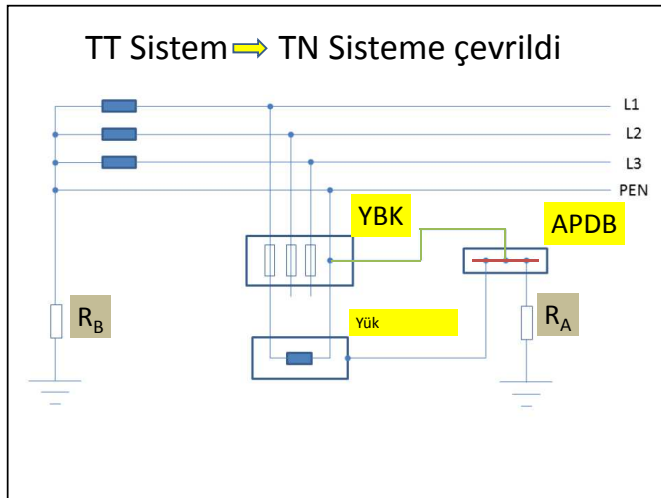 TT Sistem TN Sisteme çevrildi
L1
L2
L3
PEN
YBK
APDB
RB
Yük
RA